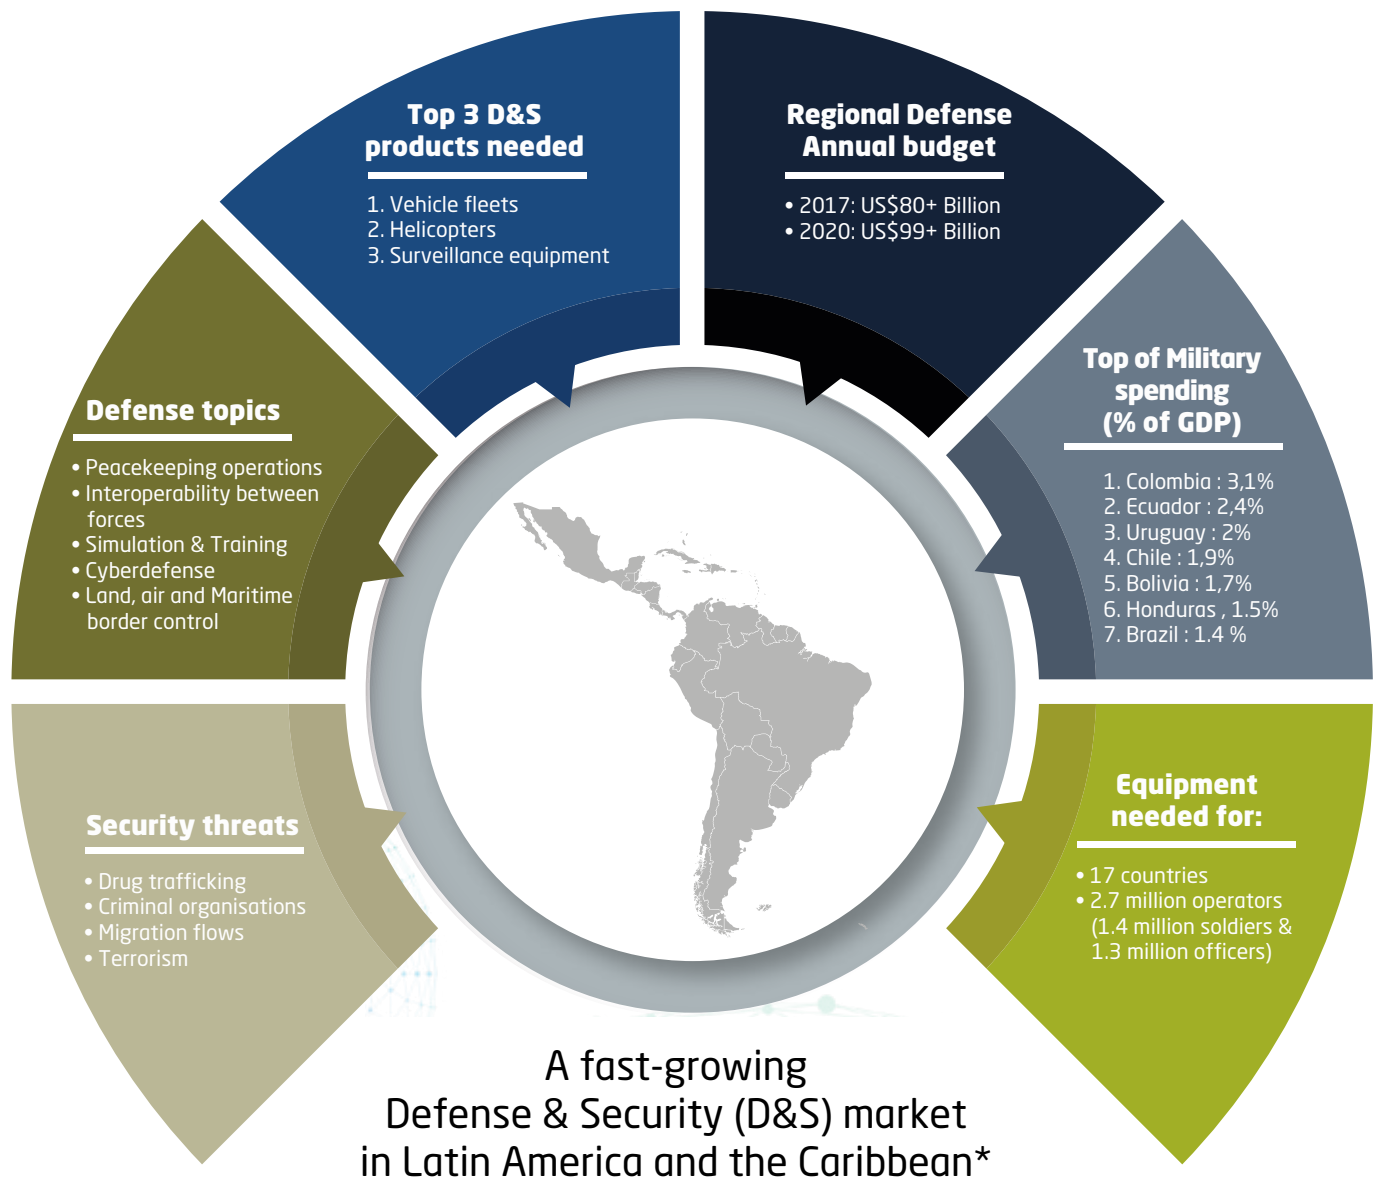 Top 3 D&S
products needed
1. Vehicle fleets
2. Helicopters
3. Surveillance equipment
Regional Defense
Annual budget
• 2017: US$80+ Billion
• 2020: US$99+ Billion
Defense topics
• Peacekeeping operations
• Interoperability between
forces
• Simulation & Training
• Cyberdefense
• Land, air and Maritime
border control
Top of Military
spending
(% of GDP)
1. Colombia : 3,1%
2. Ecuador : 2,4%
3. Uruguay : 2%
4. Chile : 1,9%
5. Bolivia : 1,7%
6. Honduras , 1.5%
7. Brazil : 1.4 %
Security threats
• Drug trafficking
• Criminal organisations
• Migration flows
• Terrorism
Equipment
needed for:
• 17 countries
• 2.7 million operators
(1.4 million soldiers &
1.3 million officers)
A fast-growing
Defense & Security (D&S) market
in Latin America and the Caribbean*